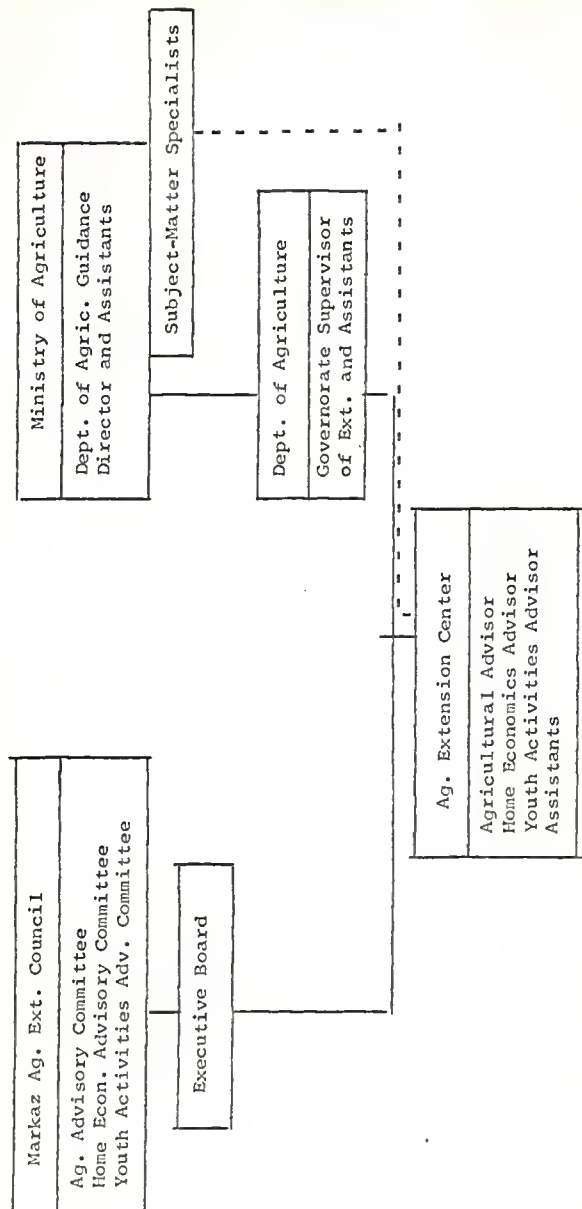 Markaz Ag. Ext. Council
Ag. Advisory Committee
Home Econ. Advisory Committee
Youth Activities Adv. Committee
Executive Board
Ministry of Agriculture
Dept. of Agric. Guidance
Director and Assistants
Subject-Matter Specialists
Dept. of Agriculture
Governorate Supervisor
of Ext. and Assistants
Ag. Extension Center
Agricultural Advisor
Home Economics Advisor
Youth Activities Advisor
Assistants